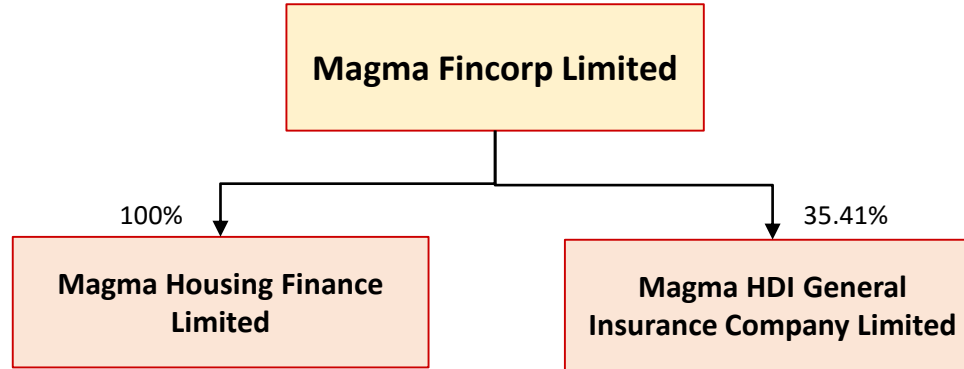 Magma Fincorp Limited
100%
35.41%
Magma Housing Finance
Limited
Magma HDI General
Insurance Company Limited